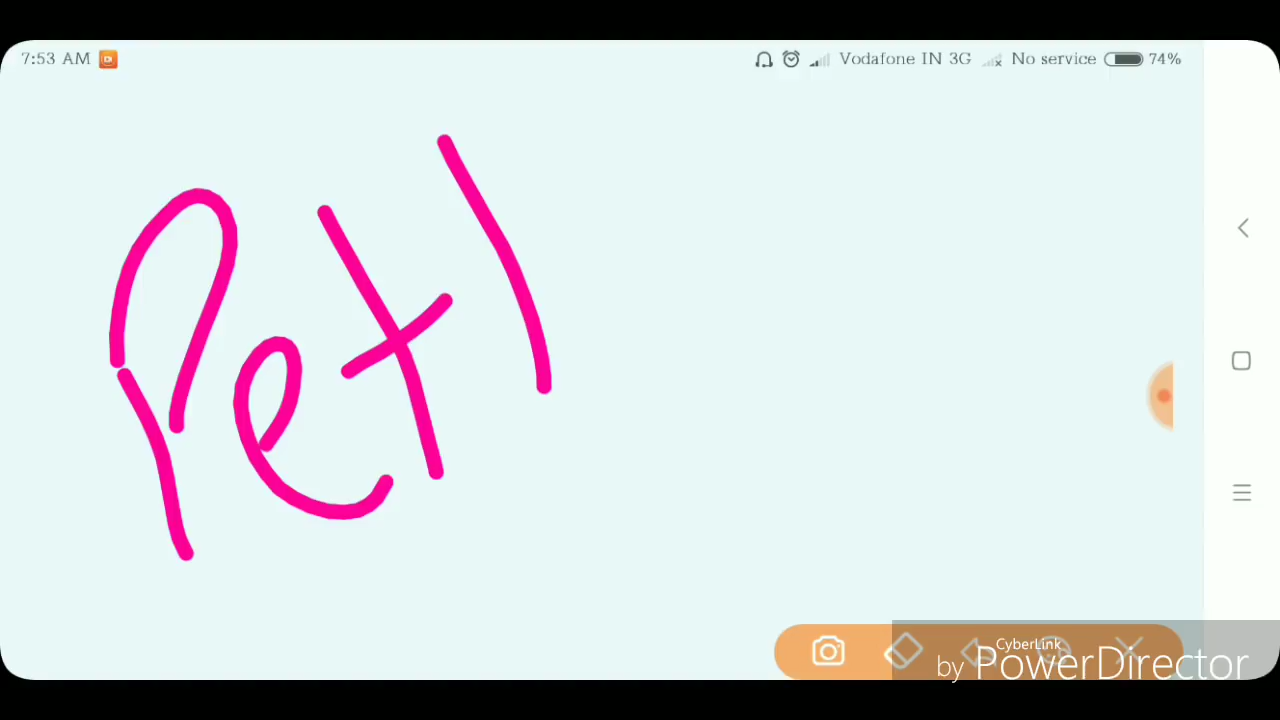 7:53 AM Vodafone IN 3G No service 74%
Petl
CyberLink
by PowerDirector